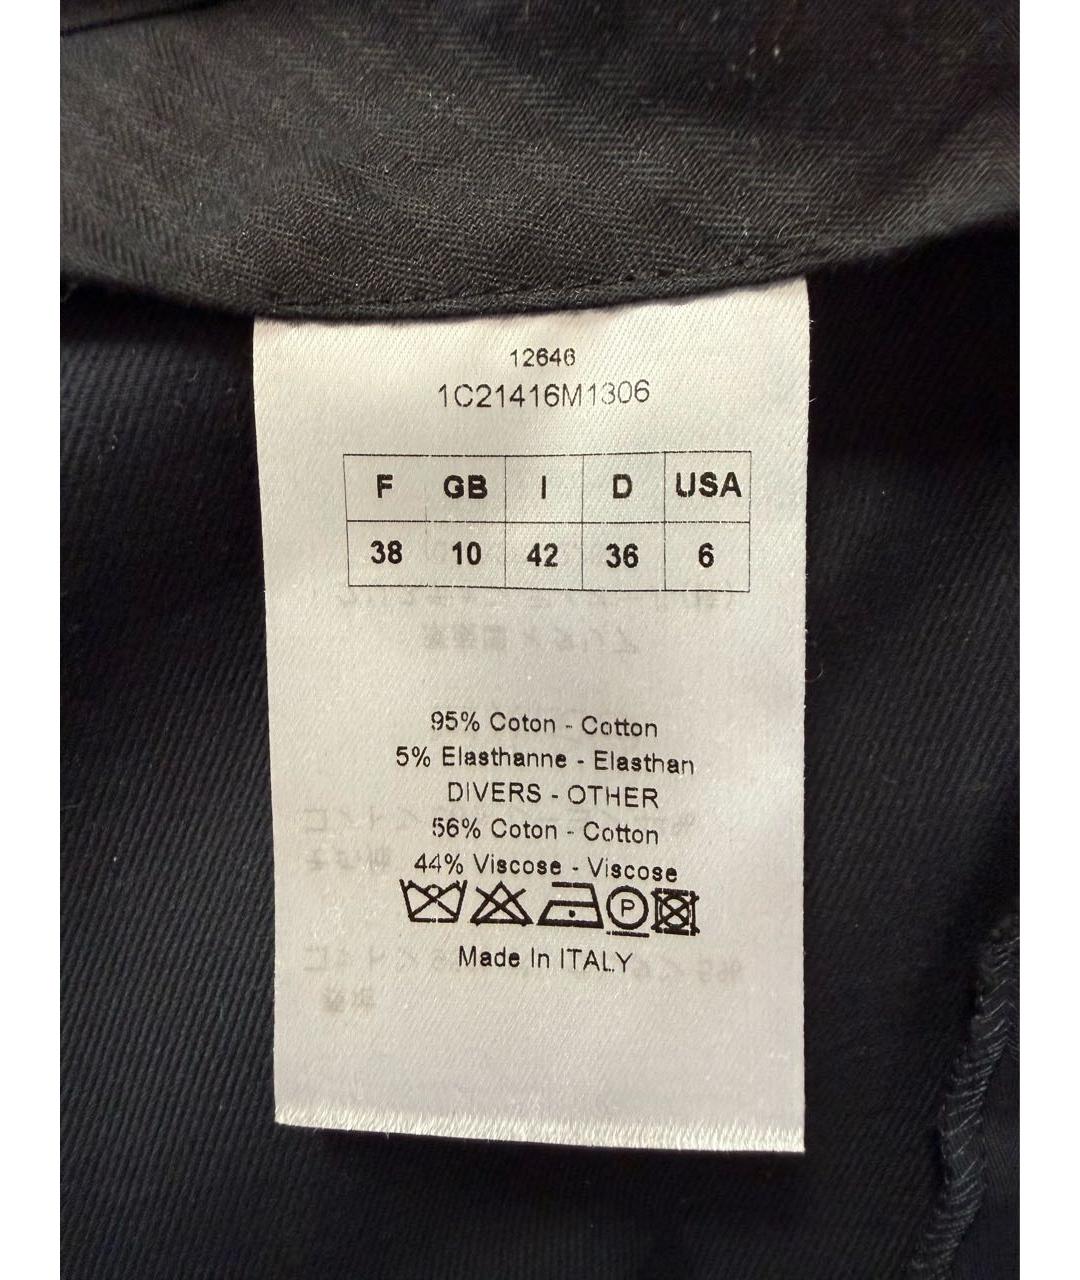 12646
1C21416M1306
F GB I D USA
38 10 42 36 6
95% Coton - Cotton
5% Elasthanne - Elasthan
DIVERS - OTHER
56% Coton - Cotton
44% Viscose - Viscose
P
Made In ITALY